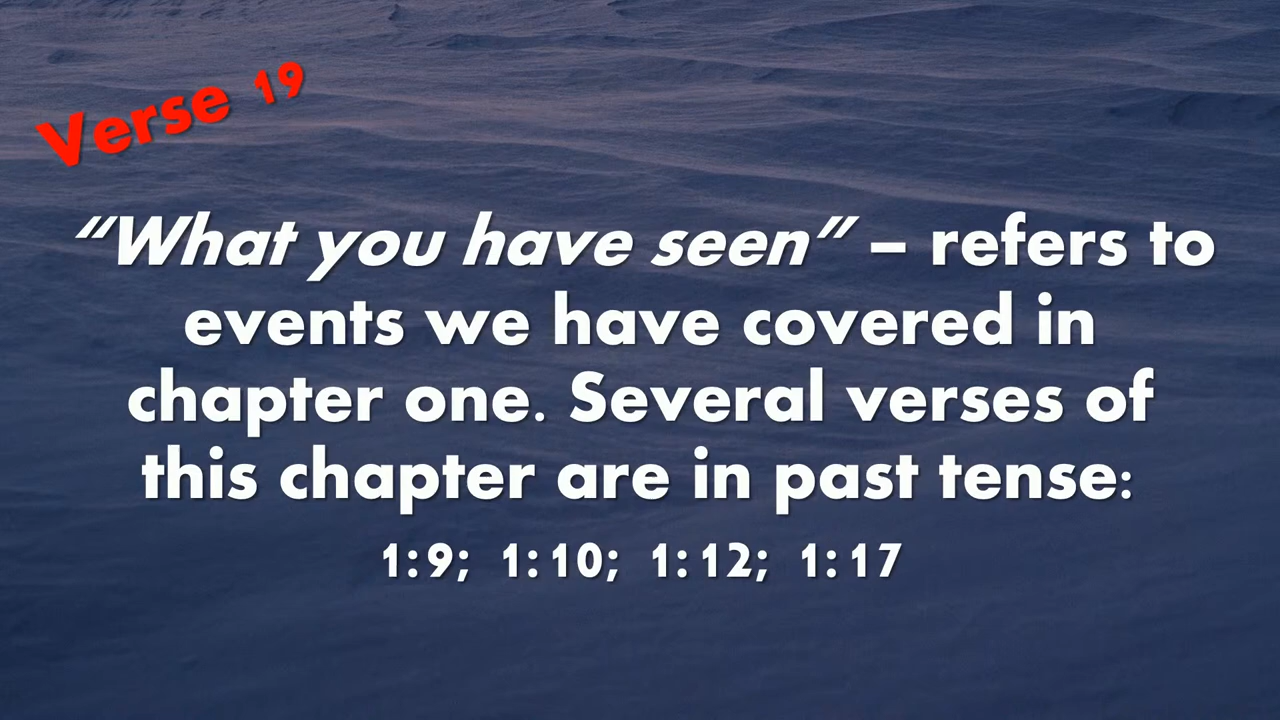 Verse 19
“What you have seen” – refers to
events we have covered in
chapter one. Several verses of
this chapter are in past tense:
1:9; 1:10; 1:12; 1:17